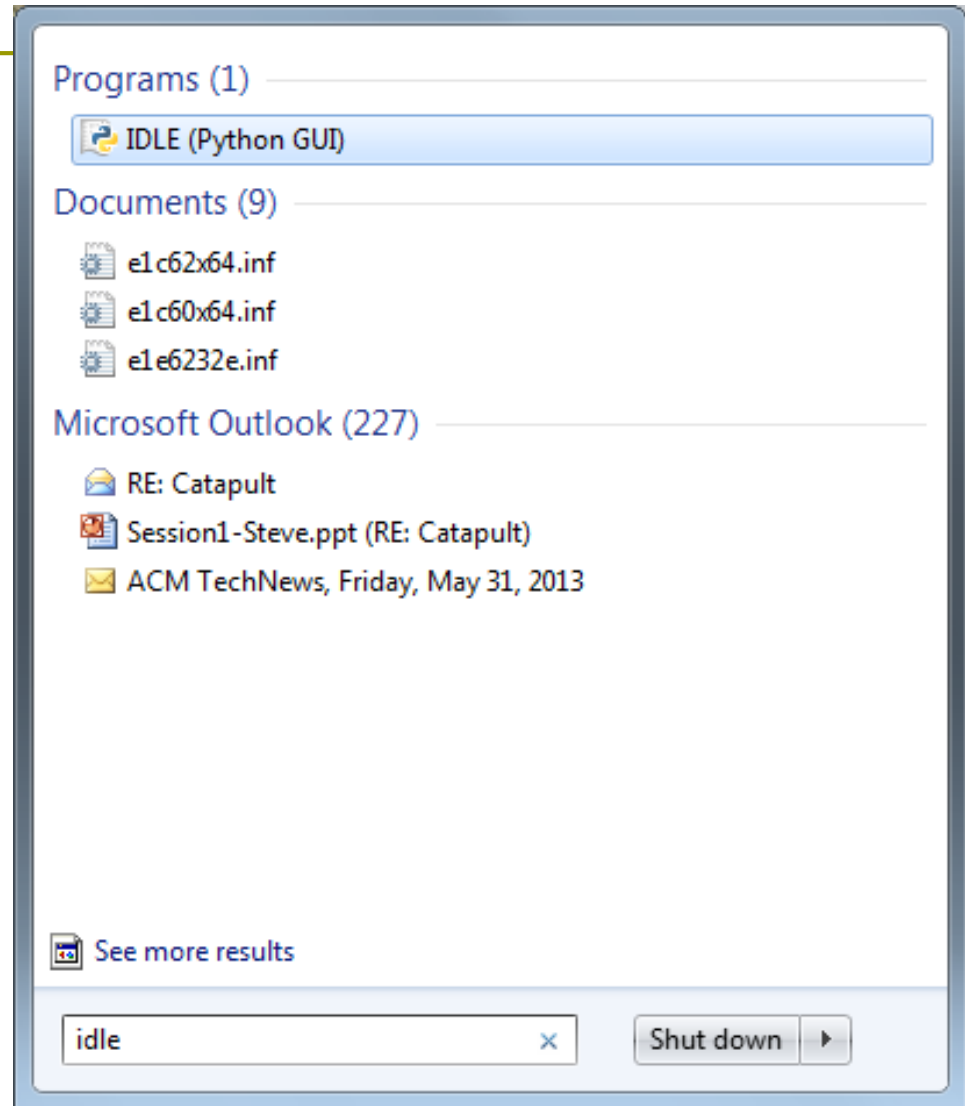 Programs (1)
IDLE (Python GUI)
Documents (9)
e1c62x64.inf
e1c60x64.inf
e1e6232e.inf
Microsoft Outlook (227)
RE: Catapult
Session1-Steve.ppt (RE: Catapult)
ACM TechNews, Friday, May 31, 2013
See more results
idle
Shut down